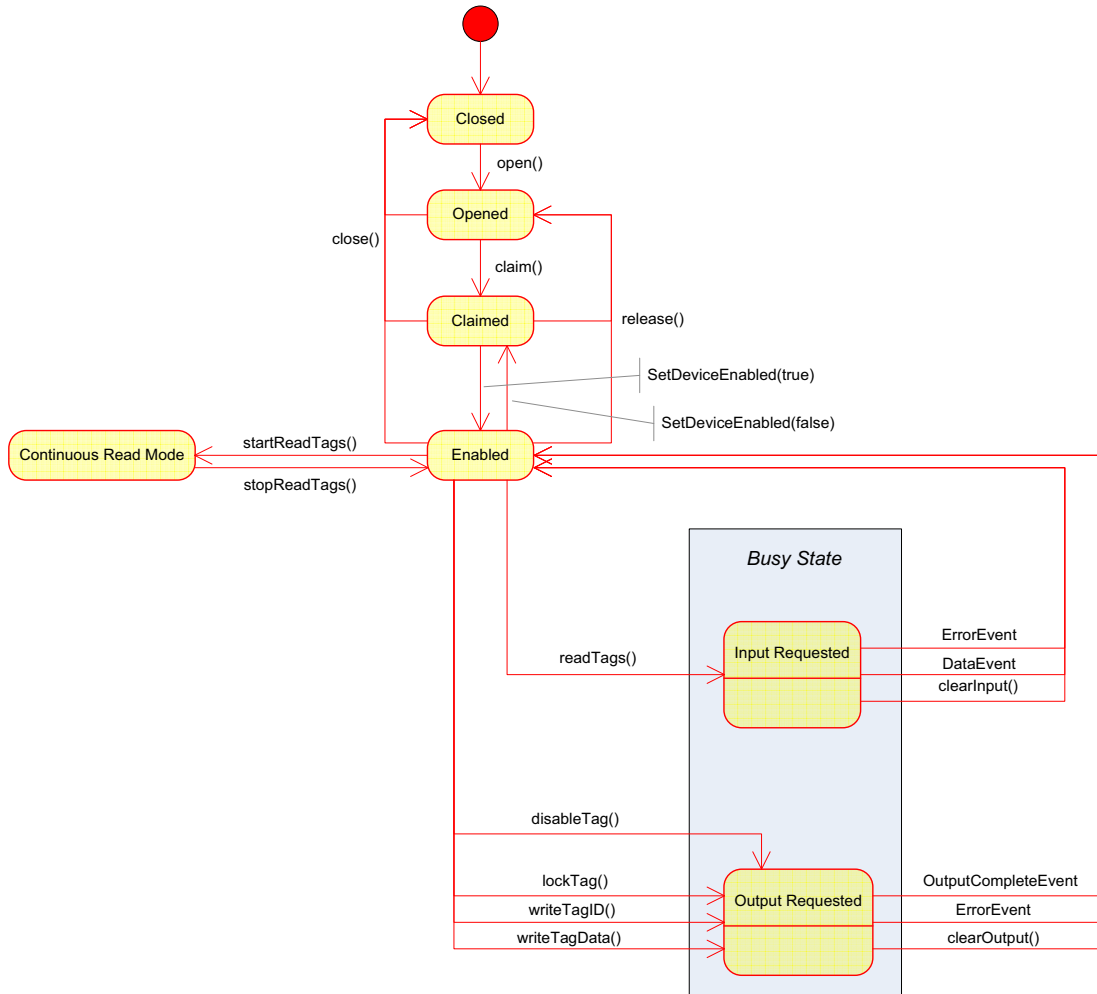 Closed
open()
Opened
close()
claim()
Claimed
release()
SetDeviceEnabled(true)
SetDeviceEnabled(false)
startReadTags()
Continuous Read Mode
Enabled
stopReadTags()
Busy State
ErrorEvent
readTags()
Input Requested
DataEvent
clearInput()
disableTag()
lockTag()
OutputCompleteEvent
Output Requested
writeTagID()
ErrorEvent
writeTagData()
clearOutput()